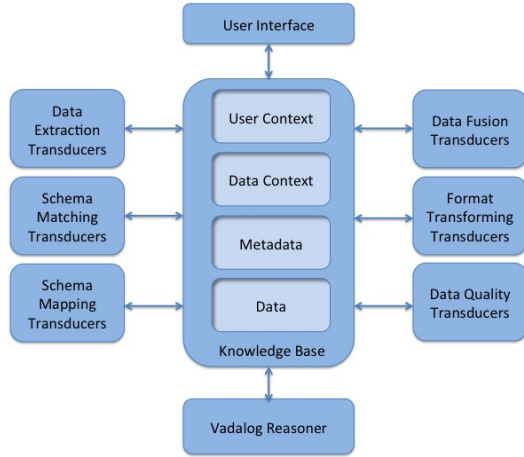 User Interface
Data
Extraction
Transducers
Schema
Matching
Transducers
Schema
Mapping
Transducers
User Context
Data Context
Metadata
Data
Knowledge Base
Data Fusion
Transducers
Format
Transforming
Transducers
Data Quality
Transducers
Vadalog Reasoner